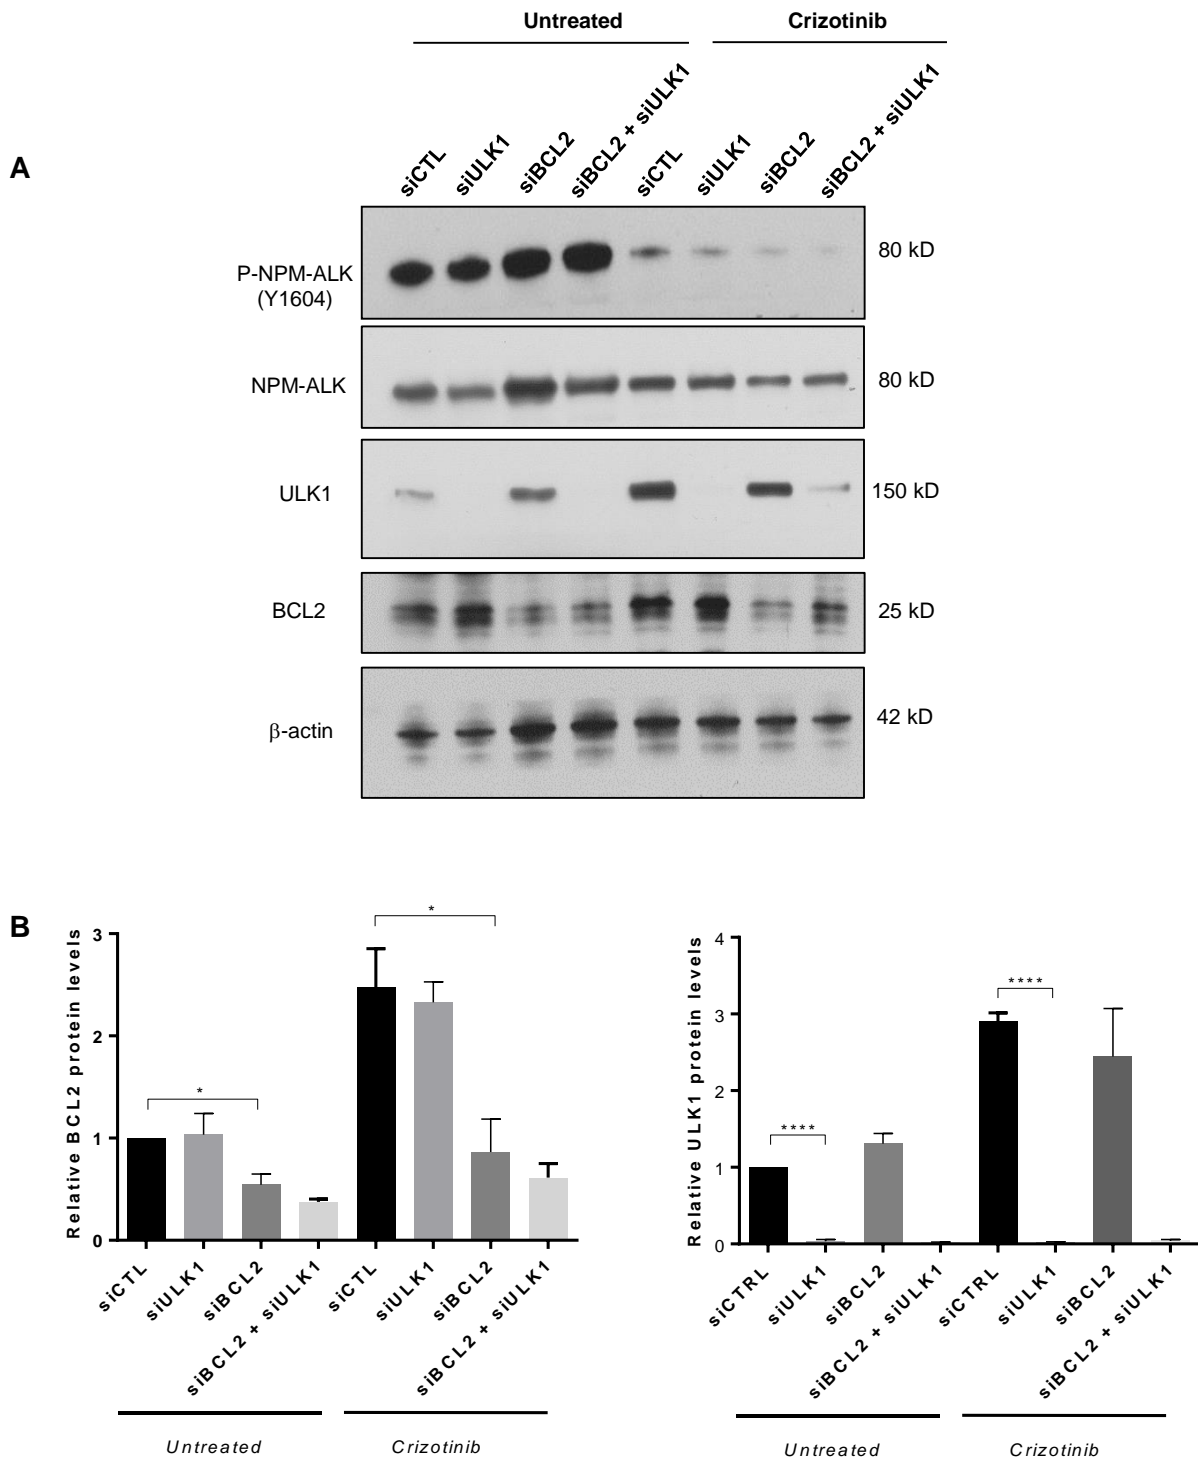 Untreated Crizotinib
siCTL siULK1 siBCL2 siBCL2 + siULK1 siCTL siULK1 siBCL2 siBCL2 + siULK1
A
P-NPM-ALK
(Y1604)
80 kD
NPM-ALK 80 kD
ULK1 150 kD
BCL2 25 kD
β-actin 42 kD
B
Relative BCL2 protein levels
3
2
1
0
*
*
siCTL siULK1 siBCL2 siBCL2 + siULK1 siCTL siULK1 siBCL2 siBCL2 + siULK1
Untreated Crizotinib
Relative ULK1 protein levels
4
3
2
1
0
****
****
siCTRL siULK1 siBCL2 siBCL2 + siULK1 siCTRL siULK1 siBCL2 siBCL2 + siULK1
Untreated Crizotinib